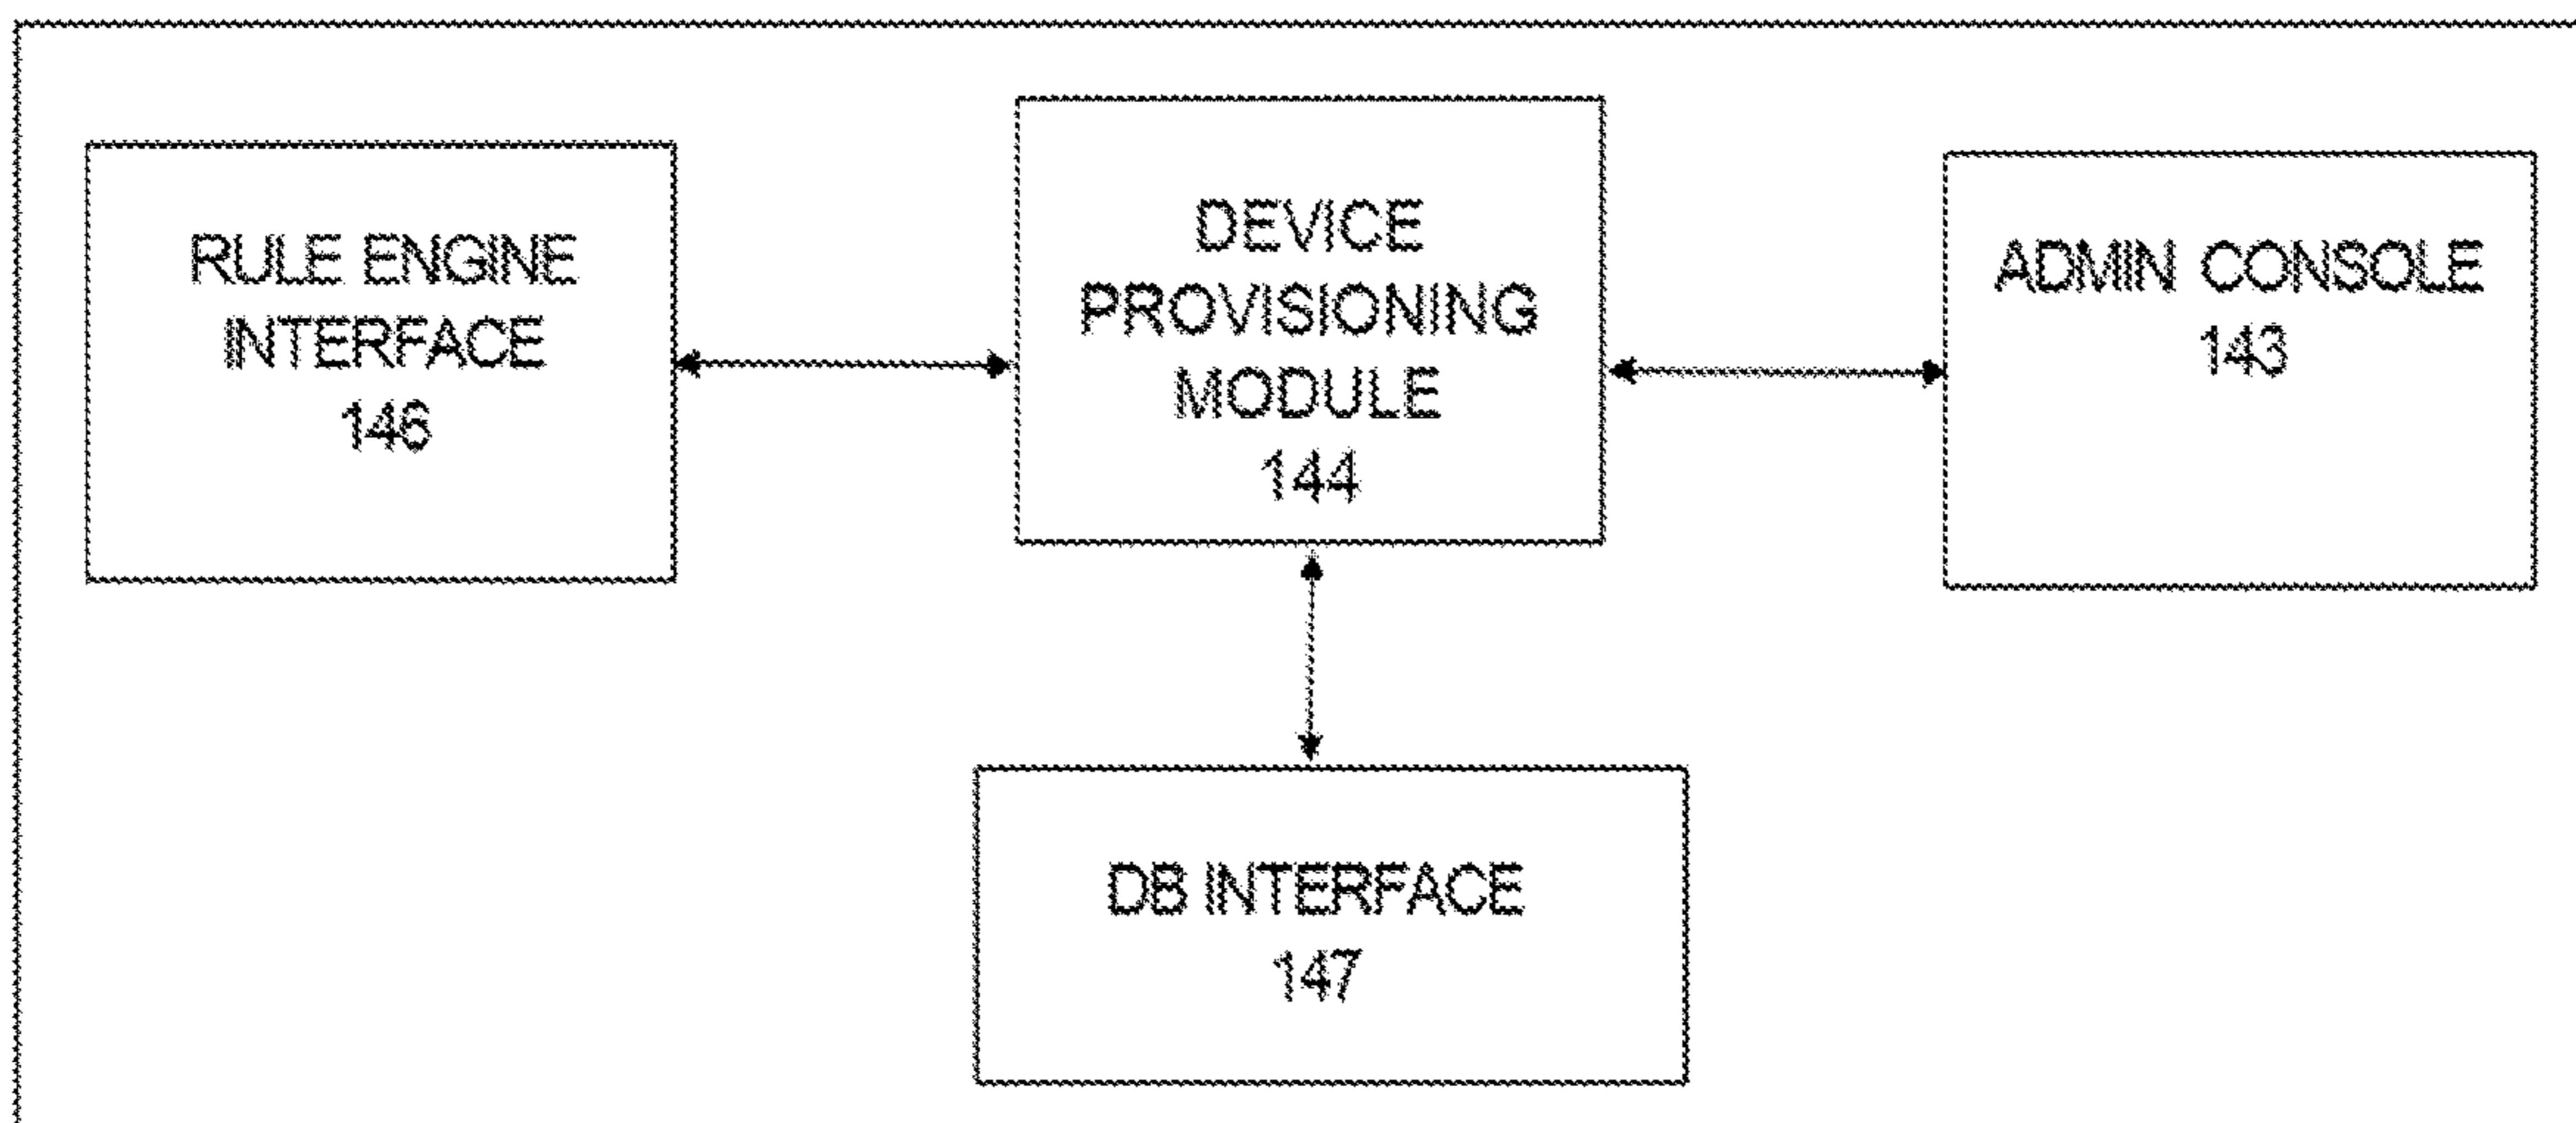 RULE ENGINE
INTERFACE
146
DEVICE
PROVISIONING
MODULE
144
ADMIN CONSOLE
143
DB INTERFACE
147